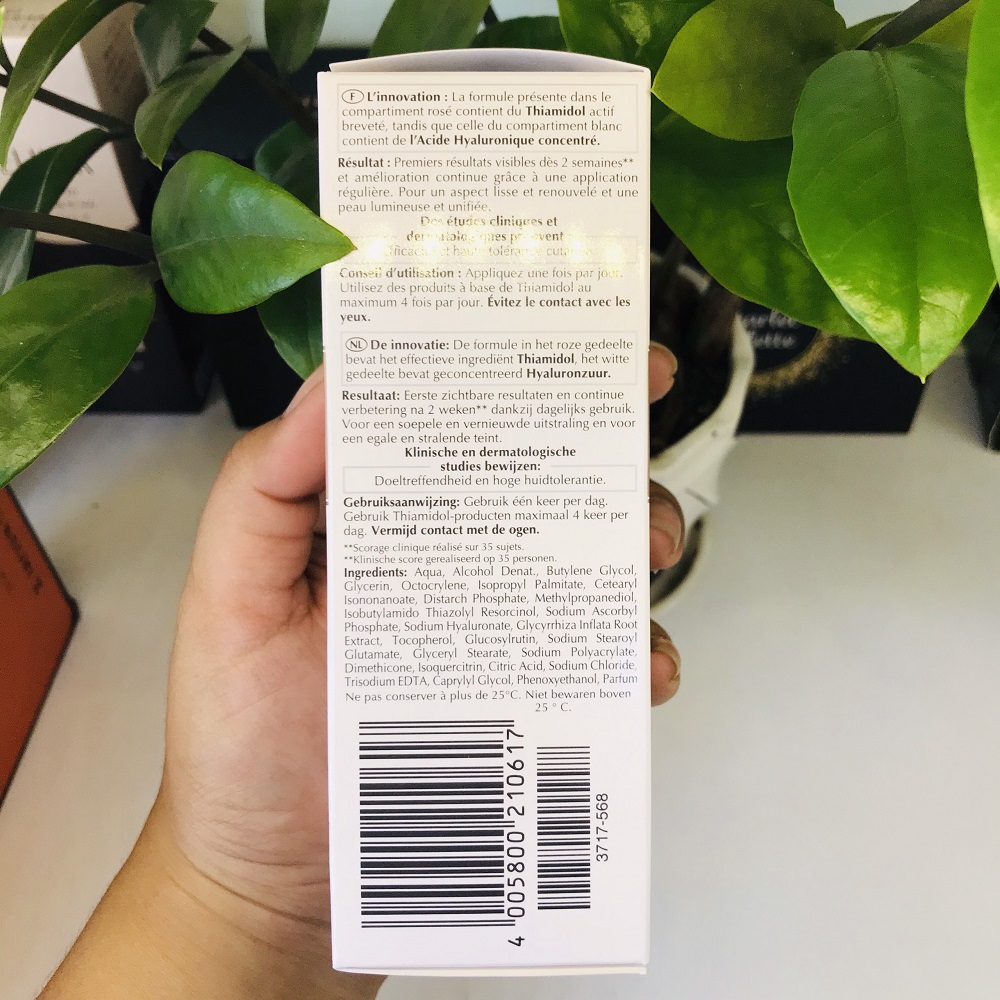 F L'innovation : La formule présente dans le
compartiment rosé contient du Thiamidol actif
breveté, tandis que celle du compartiment blanc
contient de l'Acide Hyaluronique concentré.
Résultat : Premiers résultats visibles dès 2 semaines**
et amélioration continue grâce à une application
régulière. Pour un aspect lisse et renouvelé et une
peau lumineuse et unifiée.
Des études cliniques et
dermatologiques prouvent
Efficacité et haute tolérance cutanée
Conseil d'utilisation : Appliquez une fois par jour.
Utilisez des produits à base de Thiamidol au
maximum 4 fois par jour. Évitez le contact avec les
yeux.
NL De innovatie: De formule in het roze gedeelte
bevat het effectieve ingrediënt Thiamidol, het witte
gedeelte bevat geconcentreerd Hyaluronzuur.
Resultaat: Eerste zichtbare resultaten en continue
verbetering na 2 weken** dankzij dagelijks gebruik.
Voor een soepele en vernieuwde uitstraling en voor
een egale en stralende teint.
Klinische en dermatologische
studies bewijzen:
Doeltreffendheid en hoge huidtolerantie.
Gebruiksaanwijzing: Gebruik één keer per dag.
Gebruik Thiamidol-producten maximaal 4 keer per
dag. Vermijd contact met de ogen.
**Scorage clinique réalisé sur 35 sujets.
**Klinische score gerealiseerd op 35 personen.
Ingredients: Aqua, Alcohol Denat., Butylene Glycol,
Glycerin, Octocrylene, Isopropyl Palmitate, Cetearyl
Isononanoate, Distarch Phosphate, Methylpropanediol,
Isobutylamido Thiazolyl Resorcinol, Sodium Ascorbyl
Phosphate, Sodium Hyaluronate, Glycyrrhiza Inflata Root
Extract, Tocopherol, Glucosylrutin, Sodium Stearoyl
Glutamate, Glyceryl Stearate, Sodium Polyacrylate,
Dimethicone, Isoquercitrin, Citric Acid, Sodium Chloride,
Trisodium EDTA, Caprylyl Glycol, Phenoxyethanol, Parfum
Ne pas conserver à plus de 25°C. Niet bewaren boven
25 ° C.
4 005800 210617
3717-568